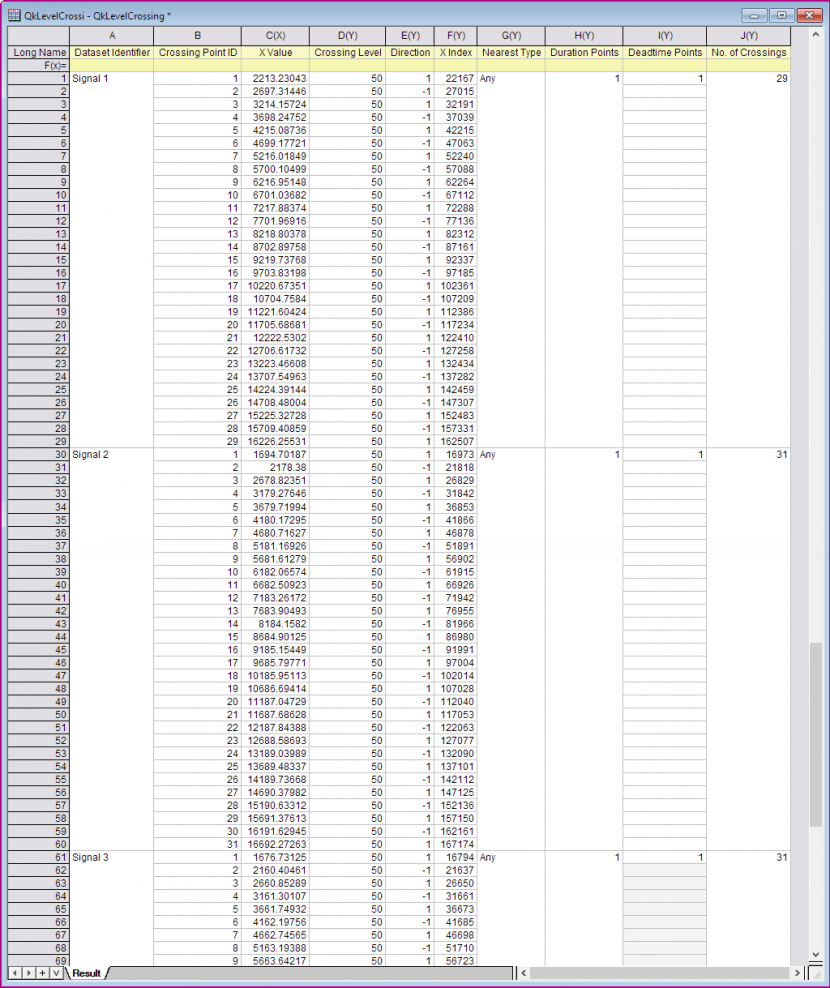 QkLevelCrossi - QkLevelCrossing *
A B C(X) D(Y) E(Y) F(Y) G(Y) H(Y) I(Y) J(Y)
Long Name Dataset Identifier Crossing Point ID X Value Crossing Level Direction X Index Nearest Type Duration Points Deadtime Points No. of Crossings
F(x)=
1 Signal 1 1 2213.23043 50 1 22167 Any 1 1 29
2 2 2697.31446 50 -1 27015
3 3 3214.15724 50 1 32191
4 4 3698.24752 50 -1 37039
5 5 4215.08736 50 1 42215
6 6 4699.17721 50 -1 47063
7 7 5216.01849 50 1 52240
8 8 5700.10499 50 -1 57088
9 9 6216.95148 50 1 62264
10 10 6701.03682 50 -1 67112
11 11 7217.88374 50 1 72288
12 12 7701.96916 50 -1 77136
13 13 8218.80378 50 1 82312
14 14 8702.89758 50 -1 87161
15 15 9219.73768 50 1 92337
16 16 9703.83198 50 -1 97185
17 17 10220.67351 50 1 102361
18 18 10704.7584 50 -1 107209
19 19 11221.60424 50 1 112386
20 20 11705.68681 50 -1 117234
21 21 12222.5302 50 1 122410
22 22 12706.61732 50 -1 127258
23 23 13223.46608 50 1 132434
24 24 13707.54963 50 -1 137282
25 25 14224.39144 50 1 142459
26 26 14708.48004 50 -1 147307
27 27 15225.32728 50 1 152483
28 28 15709.40859 50 -1 157331
29 29 16226.25531 50 1 162507
30 Signal 2 1 1694.70187 50 1 16973 Any 1 1 31
31 2 2178.38 50 -1 21818
32 3 2678.82351 50 1 26829
33 4 3179.27646 50 -1 31842
34 5 3679.71994 50 1 36853
35 6 4180.17295 50 -1 41866
36 7 4680.71627 50 1 46878
37 8 5181.16926 50 -1 51891
38 9 5681.61279 50 1 56902
39 10 6182.06574 50 -1 61915
40 11 6682.50923 50 1 66926
41 12 7183.26172 50 -1 71942
42 13 7683.90493 50 1 76955
43 14 8184.1582 50 -1 81966
44 15 8684.90125 50 1 86980
45 16 9185.15449 50 -1 91991
46 17 9685.79771 50 1 97004
47 18 10185.95113 50 -1 102014
48 19 10686.69414 50 1 107028
49 20 11187.04729 50 -1 112040
50 21 11687.68628 50 1 117053
51 22 12187.84388 50 -1 122063
52 23 12688.58693 50 1 127077
53 24 13189.03989 50 -1 132090
54 25 13689.48337 50 1 137101
55 26 14189.73668 50 -1 142112
56 27 14690.37982 50 1 147125
57 28 15190.63312 50 -1 152136
58 29 15691.37613 50 1 157150
59 30 16191.62945 50 -1 162161
60 31 16692.27263 50 1 167174
61 Signal 3 1 1676.73125 50 1 16794 Any 1 1 31
62 2 2160.40461 50 -1 21637
63 3 2660.85289 50 1 26650
64 4 3161.30107 50 -1 31661
65 5 3661.74932 50 1 36673
66 6 4162.19756 50 -1 41685
67 7 4662.74565 50 1 46698
68 8 5163.19388 50 -1 51710
69 9 5663.64217 50 1 56723
Result